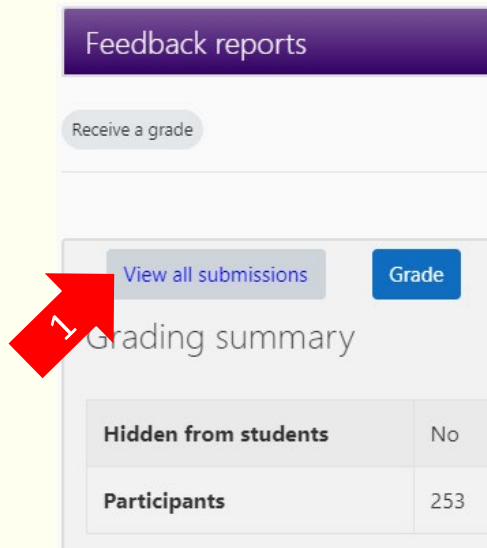 Feedback reports
Receive a grade
View all submissions Grade
1
Grading summary
Hidden from students No
Participants 253